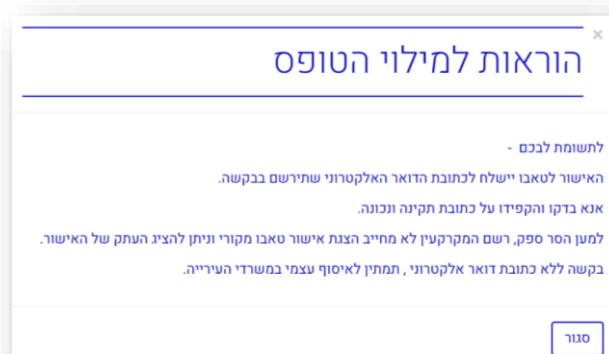 ×
הוראות למילוי הטופס
לתשומת לבכם -
האישור לטאבו יישלח לכתובת הדואר האלקטרוני שתירשם בבקשה.
אנא בדקו והקפידו על כתובת תקינה ונכונה.
למען הסר ספק, רשם המקרקעין לא מחייב הצגת אישור טאבו מקורי וניתן להציג העתק של האישור.
בקשה ללא כתובת דואר אלקטרוני , תמתין לאיסוף עצמי במשרדי העירייה.
סגור